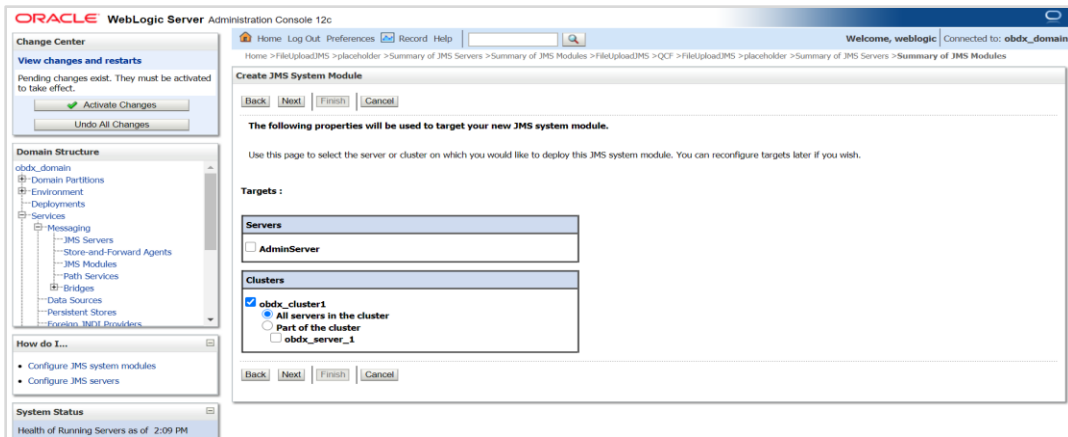 ORACLE WebLogic Server Administration Console 12c
Change Center
View changes and restarts
Pending changes exist. They must be activated
to take effect.
Activate Changes
Undo All Changes
Domain Structure
obdx_domain
Domain Partitions
Environment
Deployments
Services
Messaging
JMS Servers
Store-and-Forward Agents
JMS Modules
Path Services
Bridges
Data Sources
Persistent Stores
Foreign JNDI Providers
How do I...
Configure JMS system modules
Configure JMS servers
System Status
Health of Running Servers as of 2:09 PM
Home Log Out Preferences Record Help
Welcome, weblogic Connected to: obdx_domain
Home >FileUploadJMS >placeholder >Summary of JMS Servers >Summary of JMS Modules >FileUploadJMS >QCF >FileUploadJMS >placeholder >Summary of JMS Servers >Summary of JMS Modules
Create JMS System Module
Back Next Finish Cancel
The following properties will be used to target your new JMS system module.
Use this page to select the server or cluster on which you would like to deploy this JMS system module. You can reconfigure targets later if you wish.
Targets :
Servers
AdminServer
Clusters
obdx_cluster1
All servers in the cluster
Part of the cluster
obdx_server_1
Back Next Finish Cancel